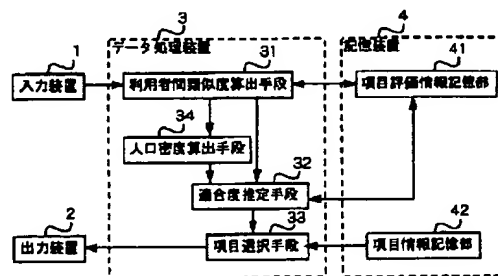 3
データ処理装置
4
記憶装置
1
入力装置
31
利用者間類似度算出手段
41
項目評価情報記憶部
34
人口密度算出手段
32
適合度推定手段
2
出力装置
33
項目選択手段
42
項目情報記憶部